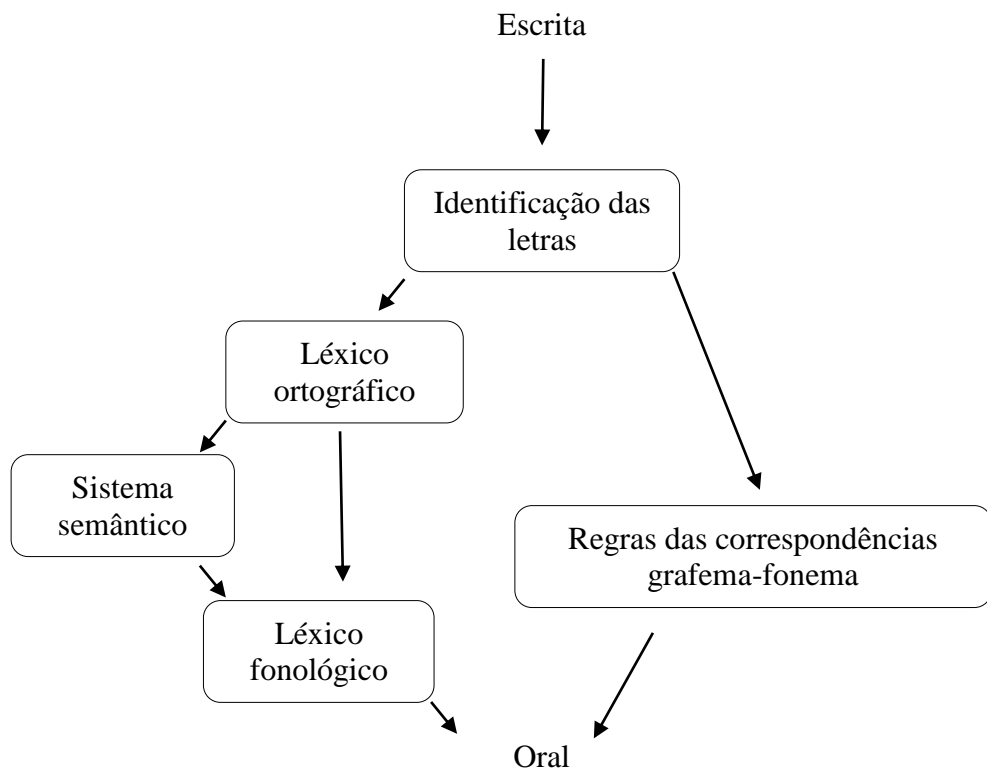 Escrita
Identificação das
letras
Léxico
ortográfico
Sistema
semântico
Regras das correspondências
grafema-fonema
Léxico
fonológico
Oral